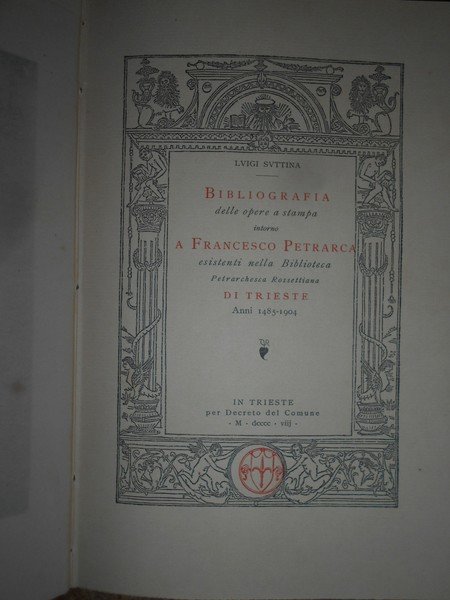 LVIGI SVTTINA
BIBLIOGRAFIA
delle opere a stampa
intorno
A FRANCESCO PETRARCA
esistenti nella Biblioteca
Petrarchesca Rossettiana
DI TRIESTE
Anni 1485-1904
IN TRIESTE
per Decreto del Comune
· M · dcccc · viij ·